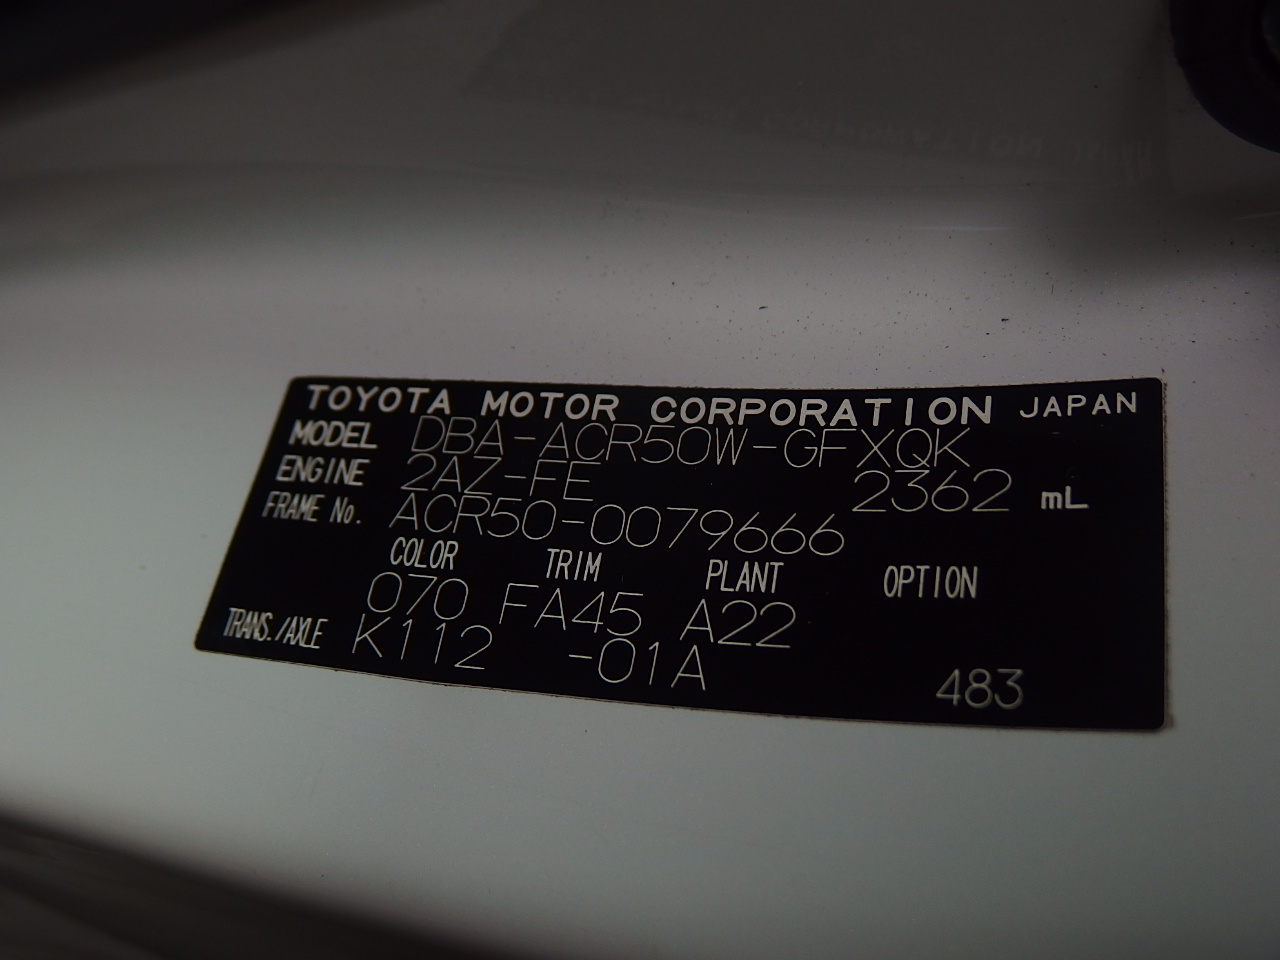 TOYOTA MOTOR CORPORATION JAPAN
MODEL DBA-ACR50W-GFXQK
ENGINE 2AZ-FE 2362 mL
FRAME No. ACR50-0079666
COLOR TRIM PLANT OPTION
070 FA45 A22
TRANS./AXLE K112 -01A
483